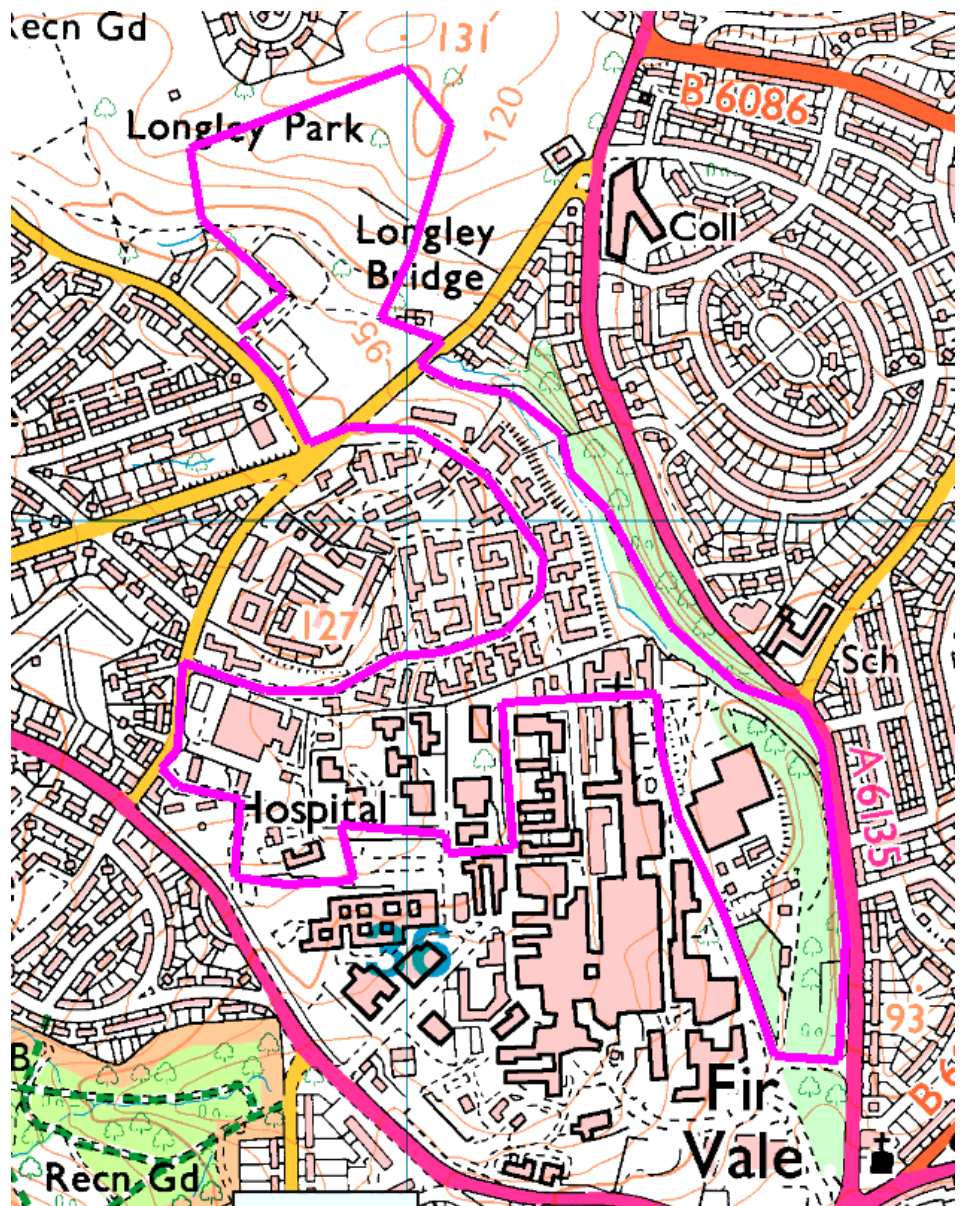 Recn Gd
131
B 6086
120
Longley Park
Coll
Longley
Bridge
95
127
Sch
Hospital
A 6135
36
93
B
Fir
Vale
B 6
Recn Gd